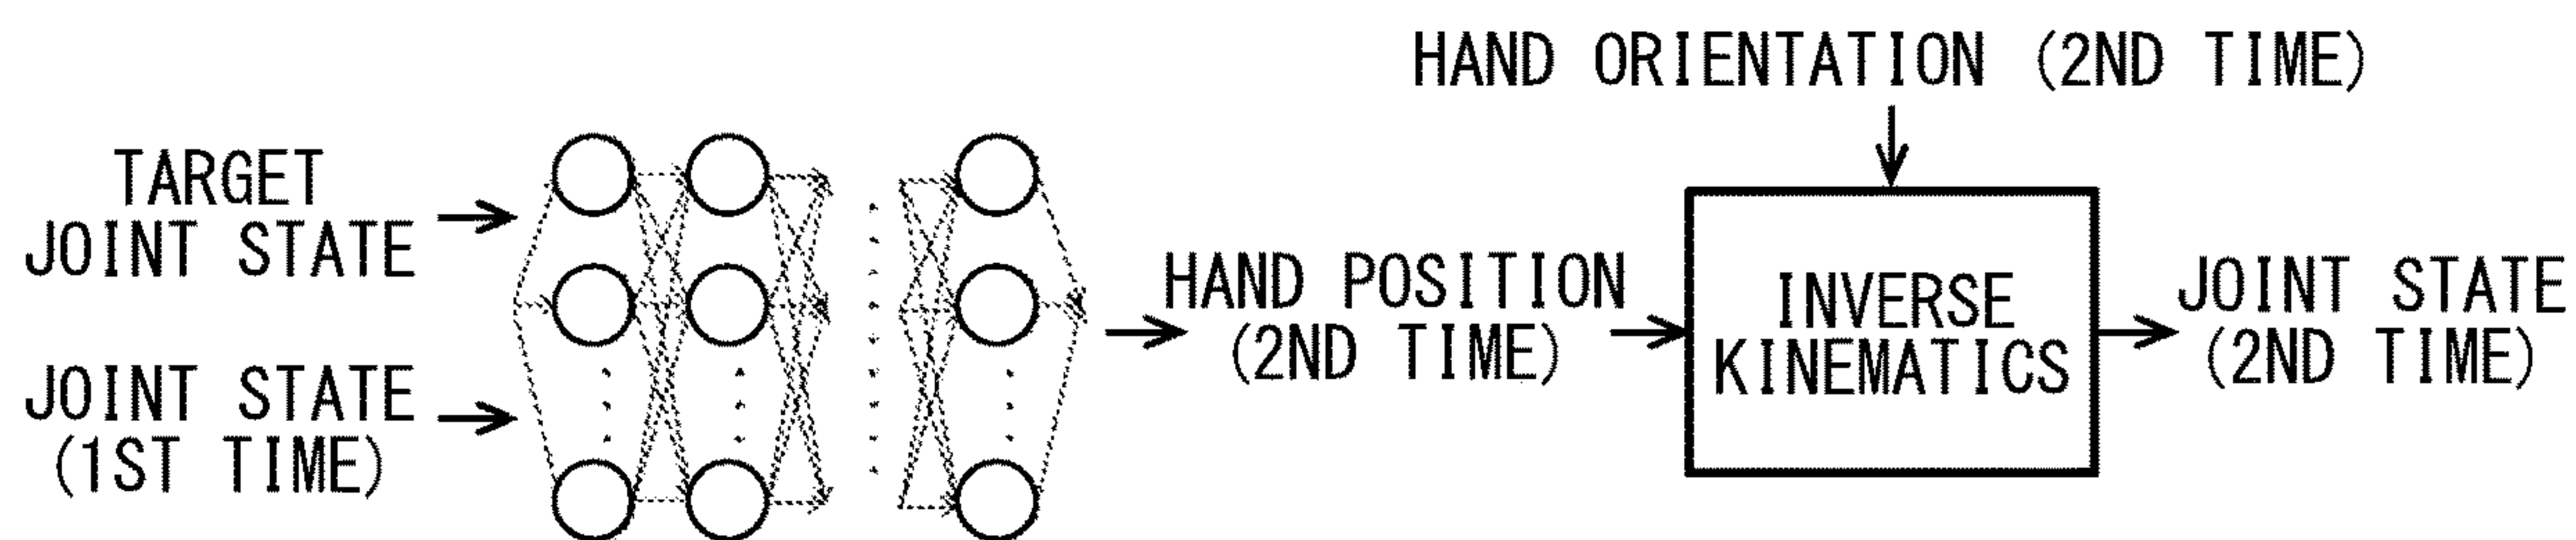 TARGET
JOINT STATE
JOINT STATE
(1ST TIME)
HAND POSITION
(2ND TIME)
HAND ORIENTATION (2ND TIME)
INVERSE
KINEMATICS
JOINT STATE
(2ND TIME)